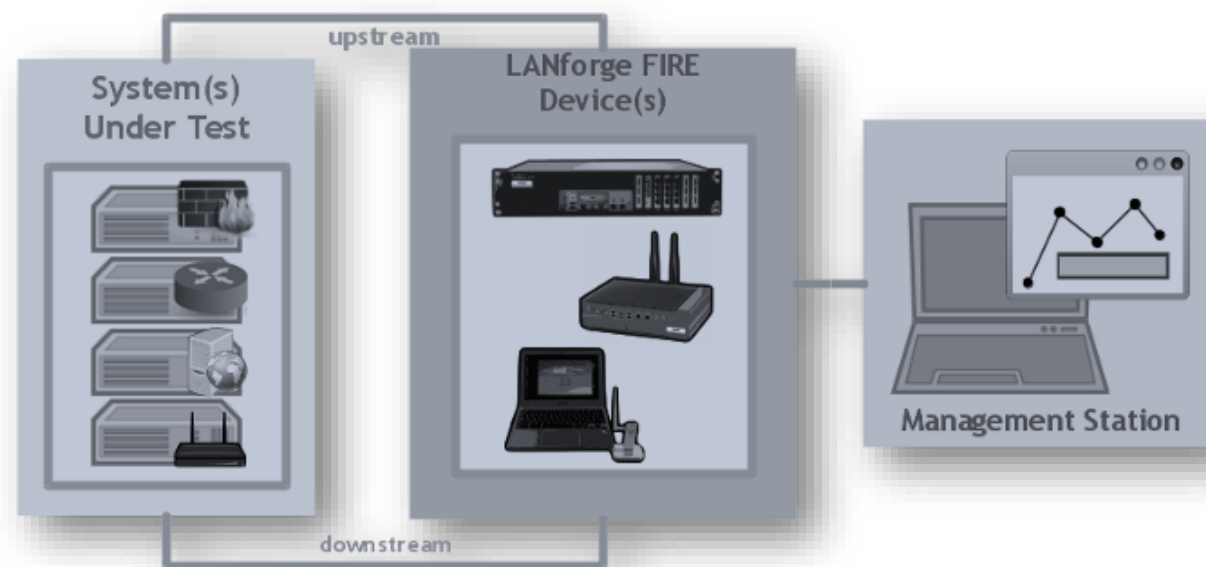 upstream
System(s)
Under Test
LANforge FIRE
Device(s)
Management Station
downstream